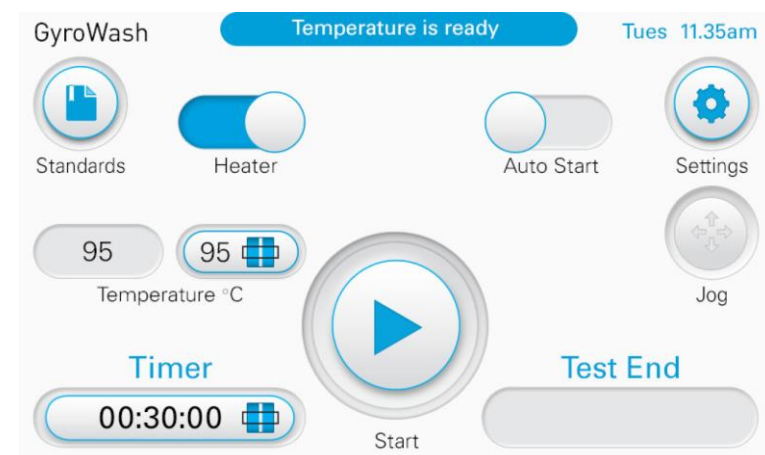 GyroWash
Temperature is ready
Tues 11.35am
Standards
Heater
Auto Start
Settings
95
95
Temperature °C
Jog
Timer
Test End
00:30:00
Start